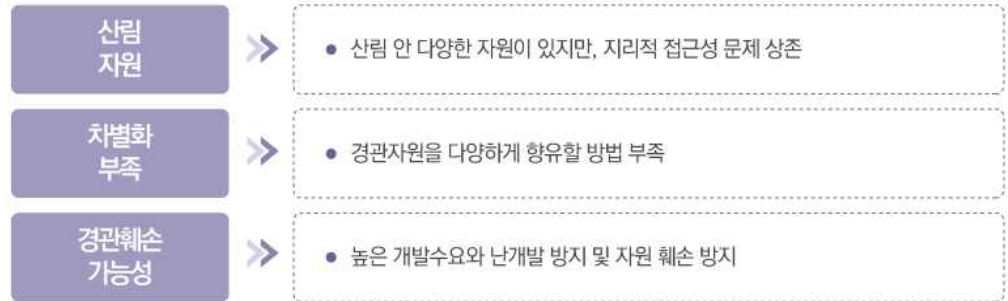 산림
자원
• 산림 안 다양한 자원이 있지만, 지리적 접근성 문제 상존
차별화
부족
• 경관자원을 다양하게 향유할 방법 부족
경관훼손
가능성
• 높은 개발수요와 난개발 방지 및 자원 훼손 방지